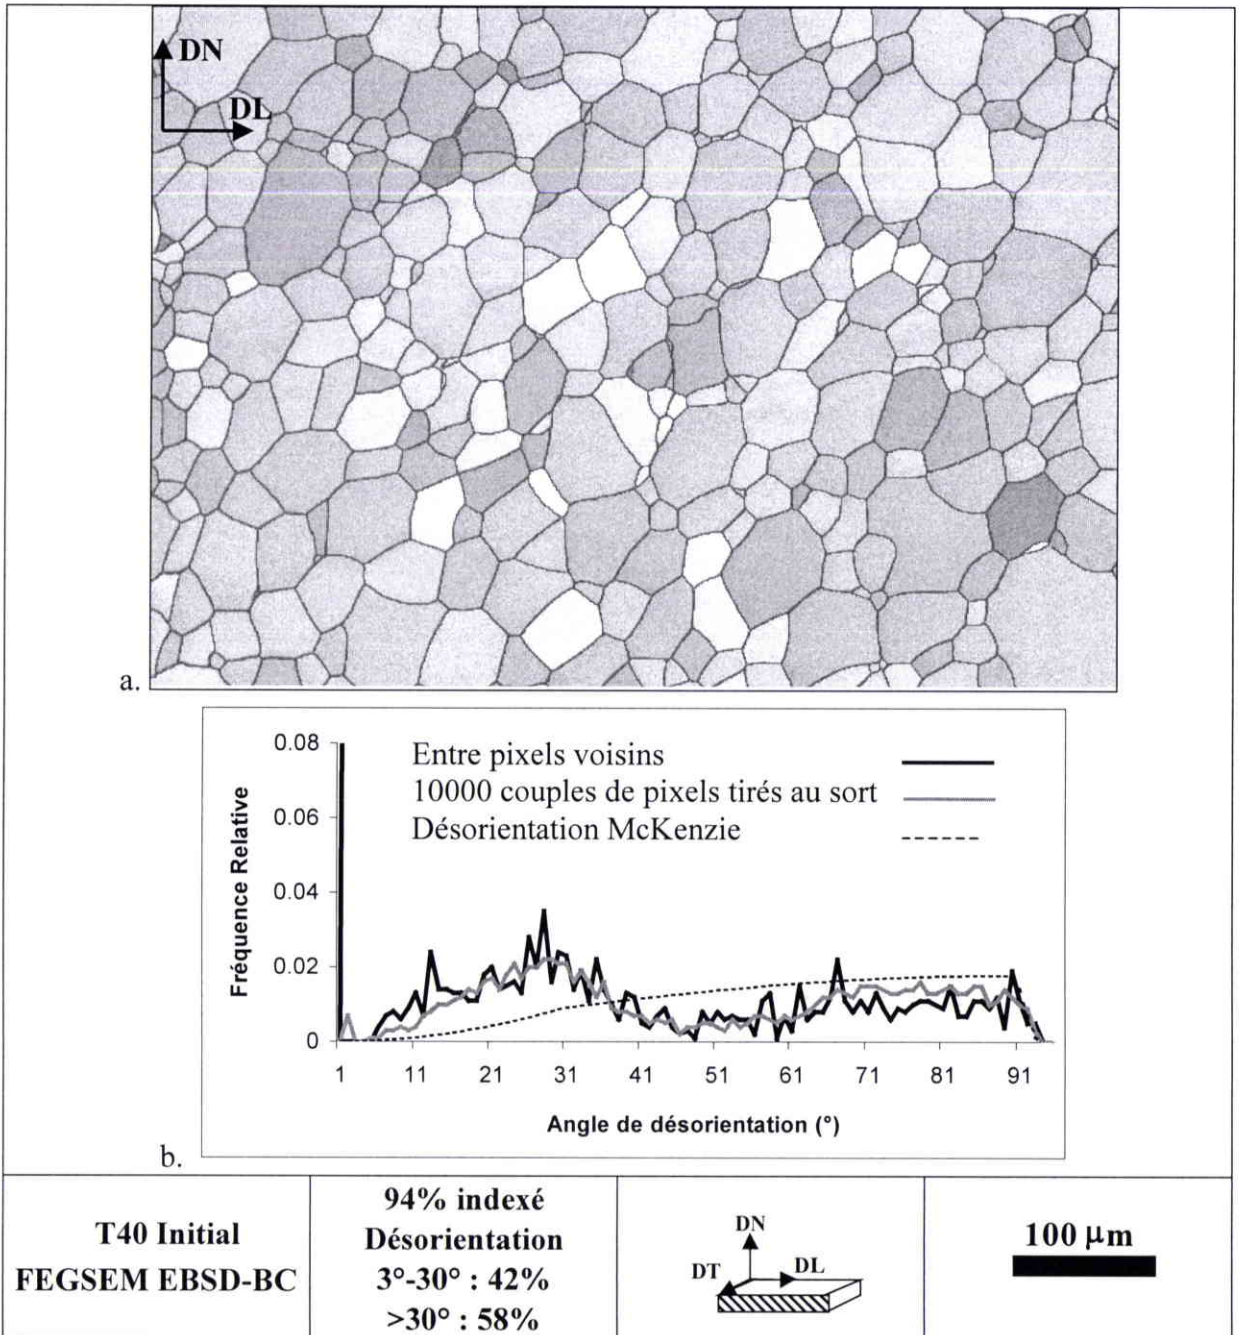 DN
DL
a.
0.08
0.06
0.04
0.02
0
Fréquence Relative
Entre pixels voisins
10000 couples de pixels tirés au sort
Désorientation McKenzie
1 11 21 31 41 51 61 71 81 91
Angle de désorientation (°)
b.
T40 Initial
FEGSEM EBSD-BC
94% indexé
Désorientation
3°-30° : 42%
>30° : 58%
DN
DT
DL
100 μm